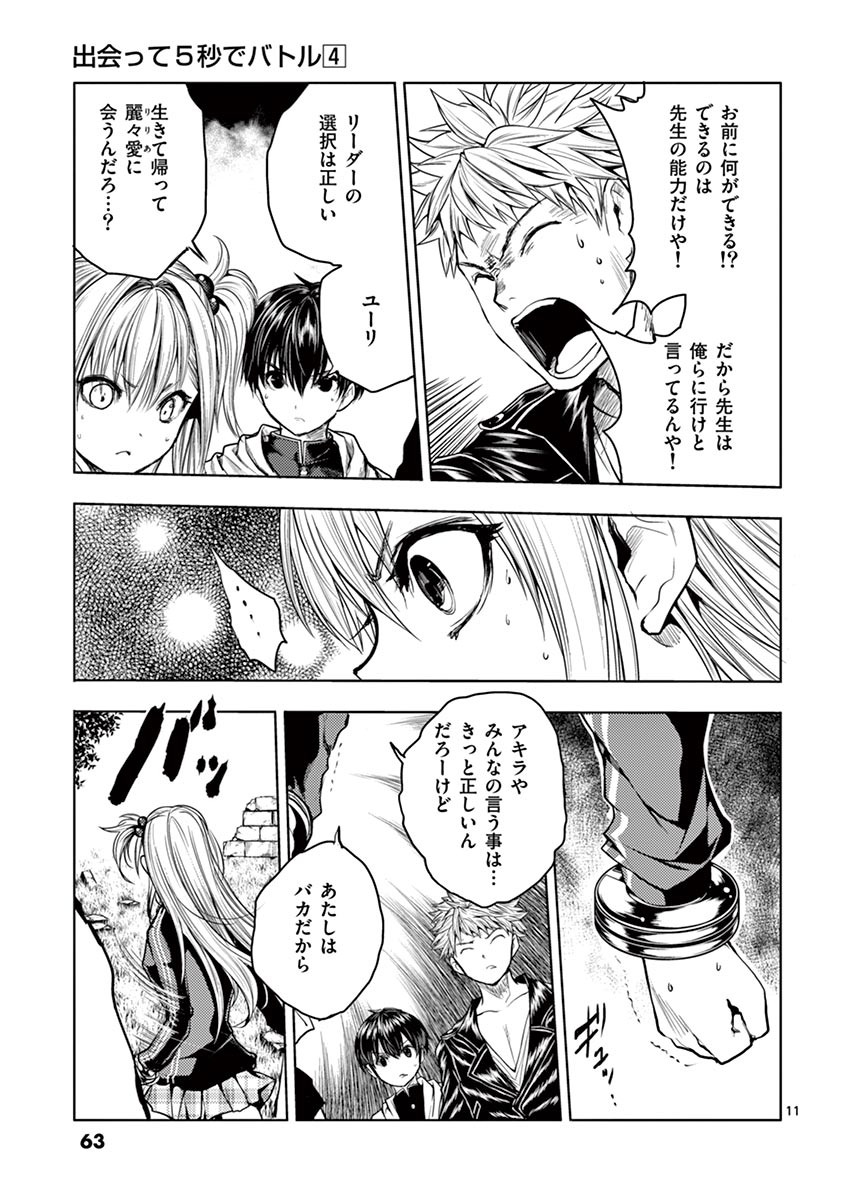 出会って5秒でバトル4
お前に何ができる!?
できるのは
先生の能力だけや!
だから先生は
俺らに行けと
言ってるんや!
リーダーの
選択は正しい
ユーリ
生きて帰って
麗々愛に
りりあ
会うんだろ…?
…
ギュッ…
アキラや
みんなの言う事は…
きっと正しいん
だろーけど
あたしは
バカだから
バッ
11
63